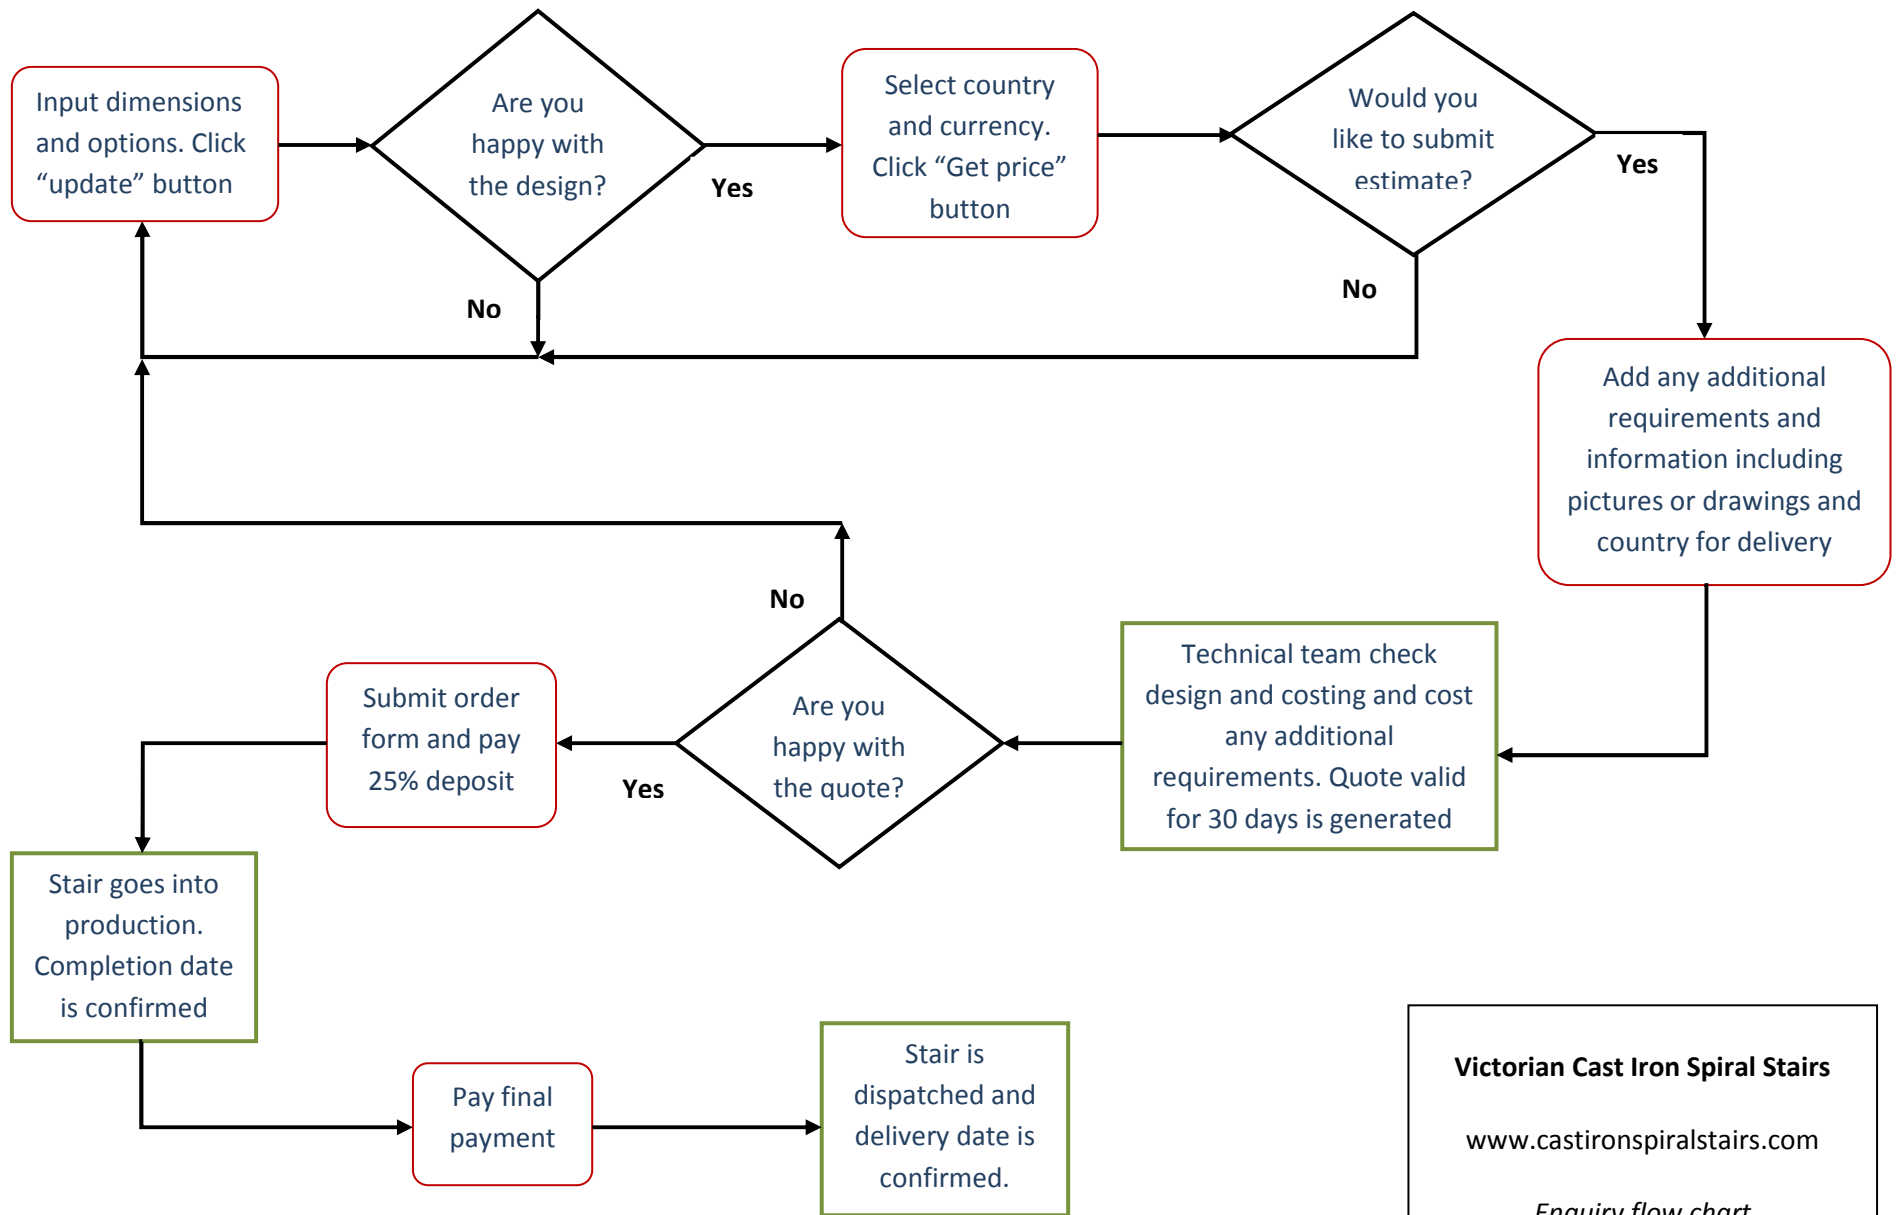 Input dimensions
and options. Click
“update” button
Are you
happy with
the design?
Yes
No
Select country
and currency.
Click “Get price”
button
Would you
like to submit
estimate?
Yes
No
Add any additional
requirements and
information including
pictures or drawings and
country for delivery
Technical team check
design and costing and cost
any additional
requirements. Quote valid
for 30 days is generated
Are you
happy with
the quote?
No
Yes
Submit order
form and pay
25% deposit
Stair goes into
production.
Completion date
is confirmed
Pay final
payment
Stair is
dispatched and
delivery date is
confirmed.
Victorian Cast Iron Spiral Stairs
www.castironspiralstairs.com
Enquiry flow chart